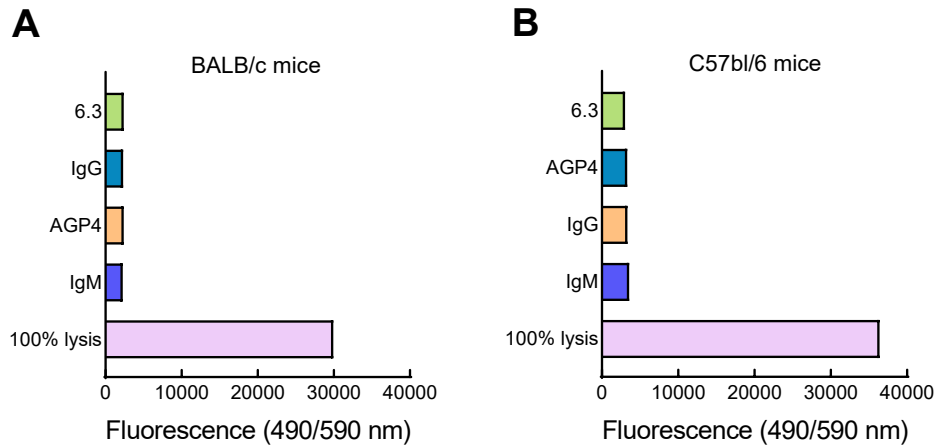 A
BALB/c mice
6.3
IgG
AGP4
IgM
100% lysis
0 10000 20000 30000 40000
Fluorescence (490/590 nm)
B
C57bl/6 mice
6.3
AGP4
IgG
IgM
100% lysis
0 10000 20000 30000 40000
Fluorescence (490/590 nm)